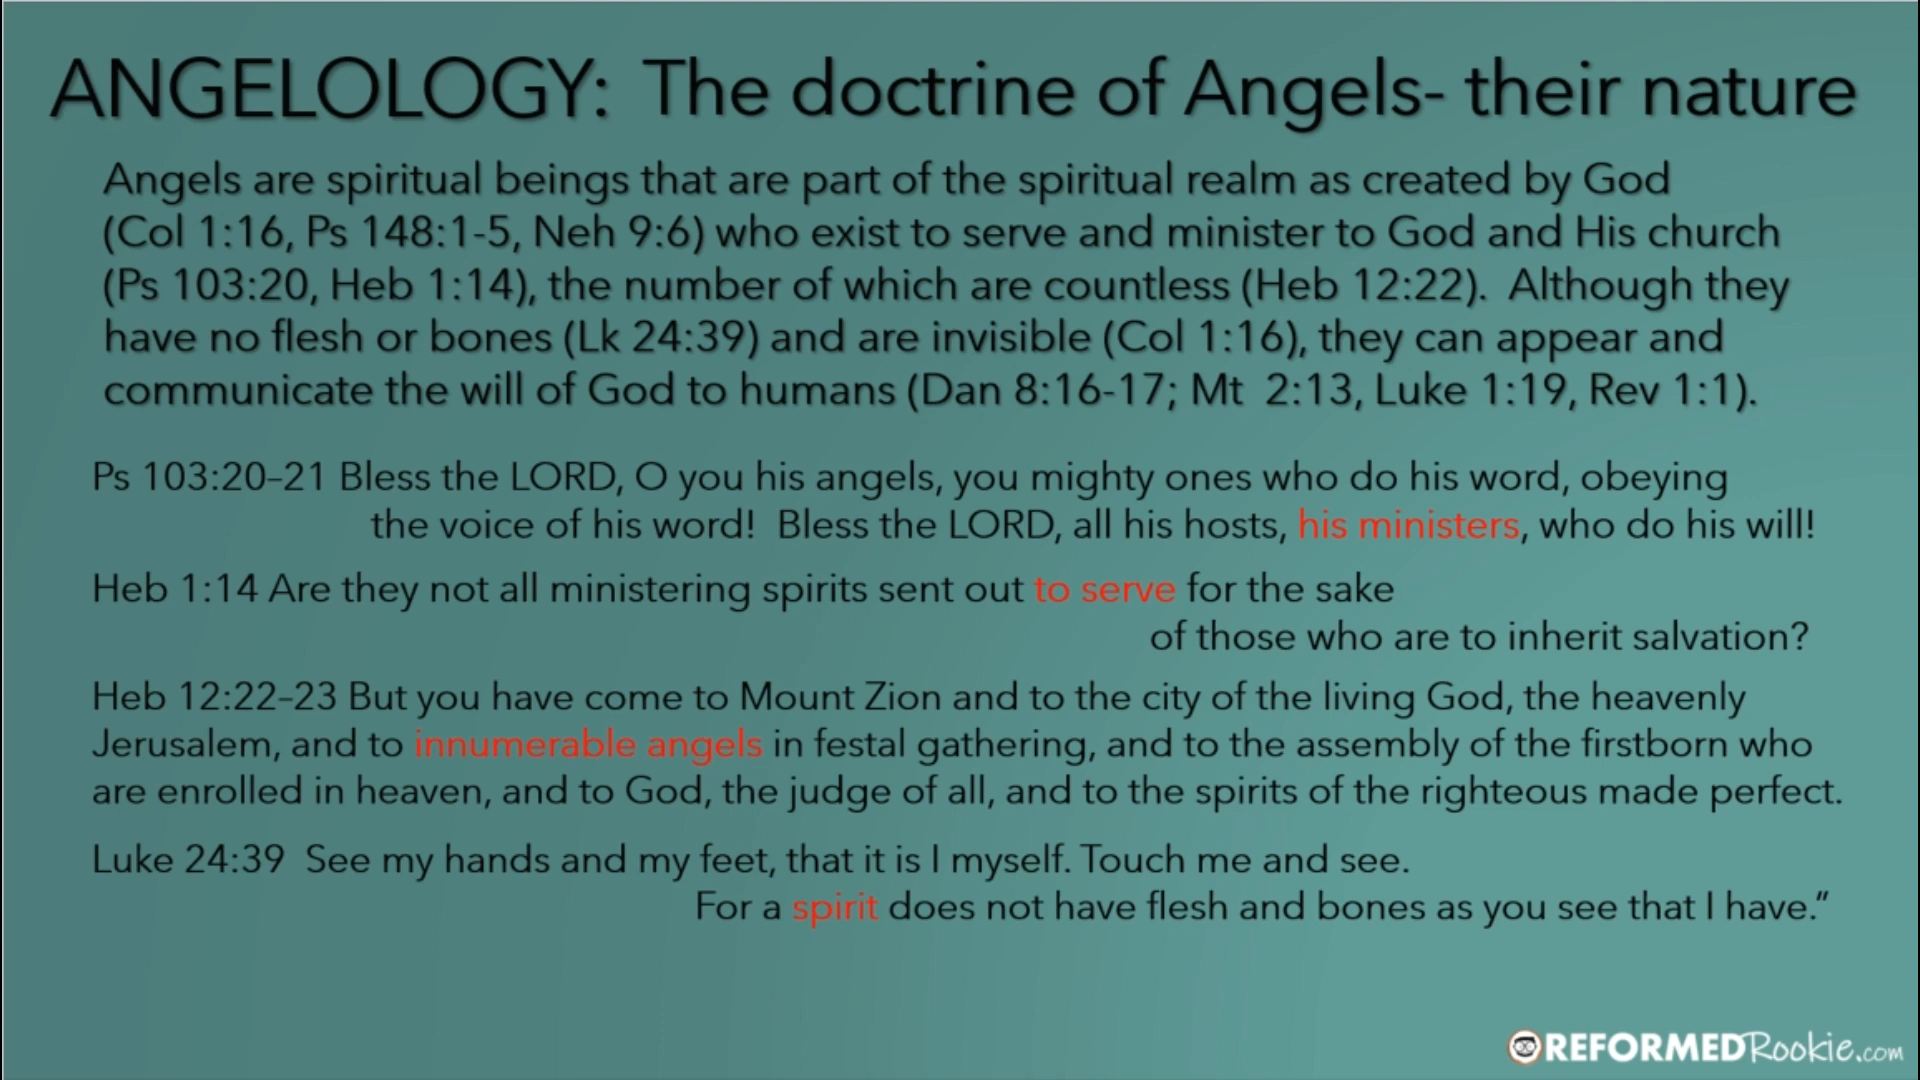 ANGELOLOGY: The doctrine of Angels- their nature
Angels are spiritual beings that are part of the spiritual realm as created by God
(Col 1:16, Ps 148:1-5, Neh 9:6) who exist to serve and minister to God and His church
(Ps 103:20, Heb 1:14), the number of which are countless (Heb 12:22). Although they
have no flesh or bones (Lk 24:39) and are invisible (Col 1:16), they can appear and
communicate the will of God to humans (Dan 8:16-17; Mt 2:13, Luke 1:19, Rev 1:1).
Ps 103:20–21 Bless the LORD, O you his angels, you mighty ones who do his word, obeying
the voice of his word! Bless the LORD, all his hosts, his ministers, who do his will!
Heb 1:14 Are they not all ministering spirits sent out to serve for the sake
of those who are to inherit salvation?
Heb 12:22–23 But you have come to Mount Zion and to the city of the living God, the heavenly
Jerusalem, and to innumerable angels in festal gathering, and to the assembly of the firstborn who
are enrolled in heaven, and to God, the judge of all, and to the spirits of the righteous made perfect.
Luke 24:39 See my hands and my feet, that it is I myself. Touch me and see.
For a spirit does not have flesh and bones as you see that I have.”
REFORMEDRookie.com